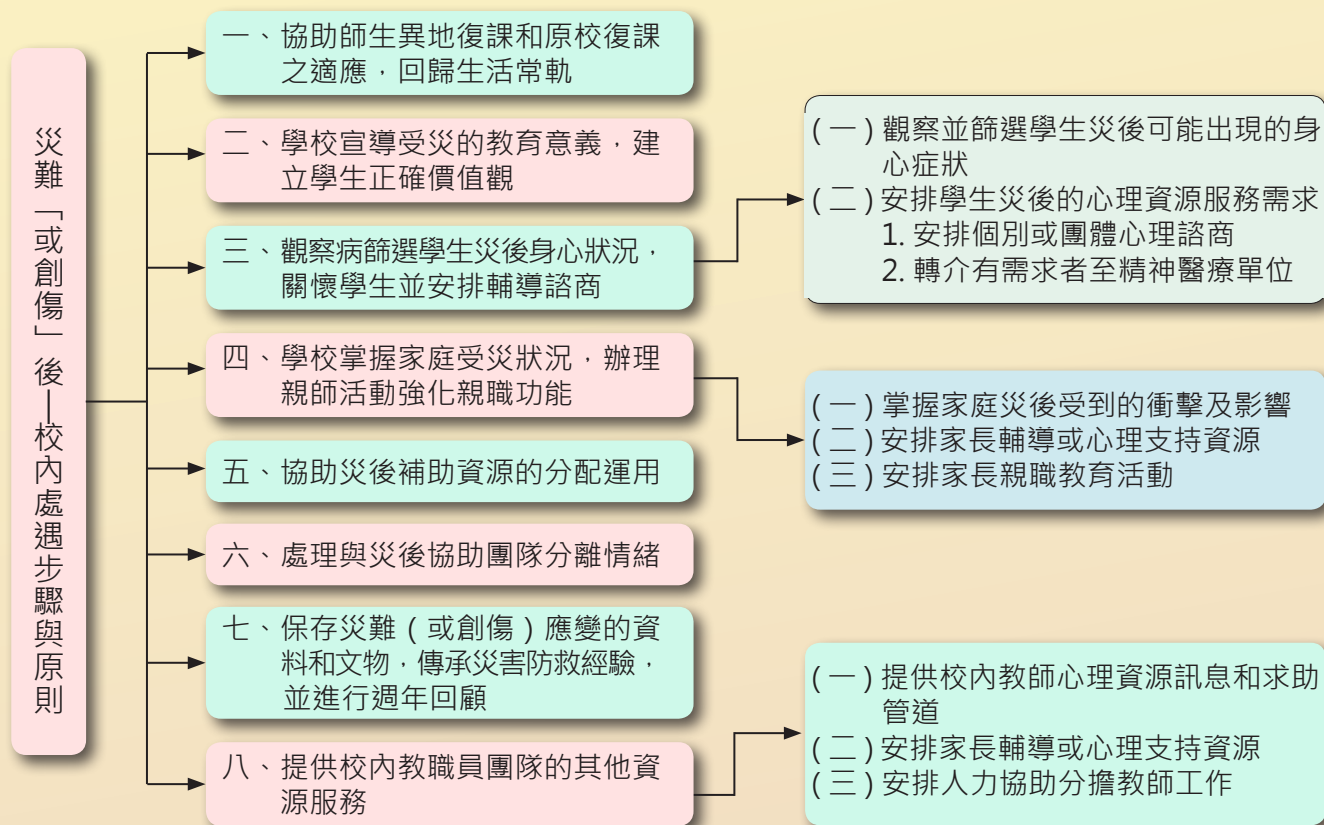 災難「或創傷」後—校內處遇步驟與原則
一、協助師生異地復課和原校復課
之適應，回歸生活常軌
二、學校宣導受災的教育意義，建
立學生正確價值觀
三、觀察病篩選學生災後身心狀況，
關懷學生並安排輔導諮商
四、學校掌握家庭受災狀況，辦理
親師活動強化親職功能
五、協助災後補助資源的分配運用
六、處理與災後協助團隊分離情緒
七、保存災難（或創傷）應變的資
料和文物，傳承災害防救經驗，
並進行週年回顧
八、提供校內教職員團隊的其他資
源服務
(一)觀察並篩選學生災後可能出現的身
心症狀
(二)安排學生災後的心理資源服務需求
1. 安排個別或團體心理諮商
2. 轉介有需求者至精神醫療單位
(一)掌握家庭災後受到的衝擊及影響
(二)安排家長輔導或心理支持資源
(三)安排家長親職教育活動
(一)提供校內教師心理資源訊息和求助
管道
(二)安排家長輔導或心理支持資源
(三)安排人力協助分擔教師工作